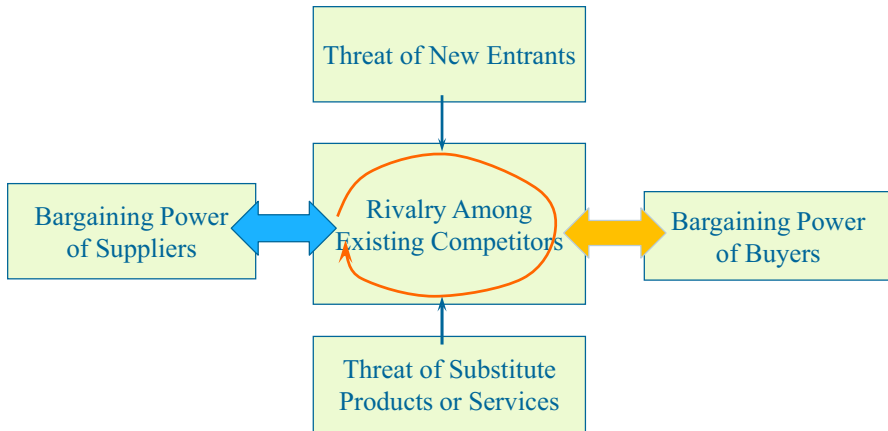 Threat of New Entrants
Bargaining Power
of Suppliers
Rivalry Among
Existing Competitors
Bargaining Power
of Buyers
Threat of Substitute
Products or Services